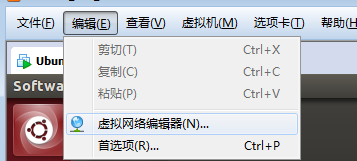 文件(F) 编辑(E) 查看(V) 虚拟机(M) 选项卡(T) 帮助(H
Ubun
剪切(T) Ctrl+X
Softwa
复制(C) Ctrl+C
粘贴(P) Ctrl+V
虚拟网络编辑器(N)...
首选项(R)... Ctrl+P